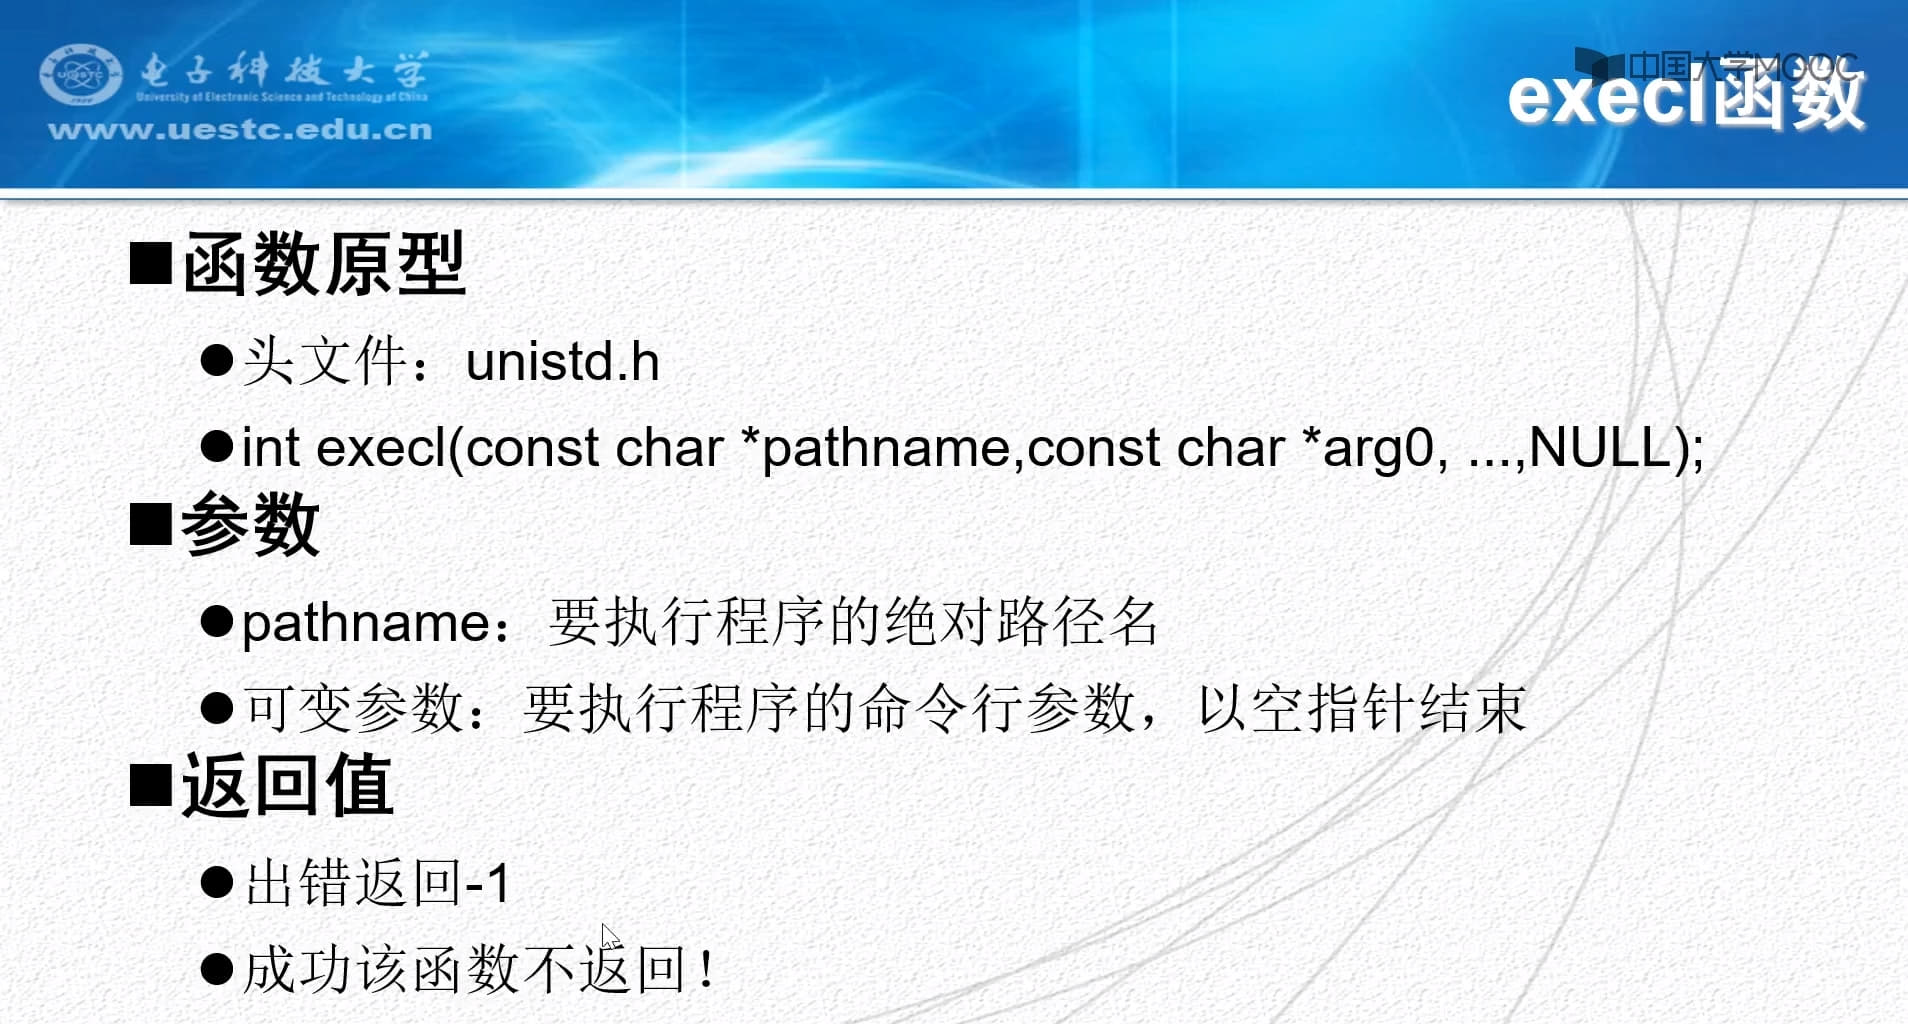 电子科技大学
University of Electronic Science and Technology of China
www.uestc.edu.cn
中国大学MOOC
execl函数
■函数原型
●头文件：unistd.h
●int execl(const char *pathname,const char *arg0, ...,NULL);
■参数
●pathname：要执行程序的绝对路径名
●可变参数：要执行程序的命令行参数，以空指针结束
■返回值
●出错返回-1
●成功该函数不返回！